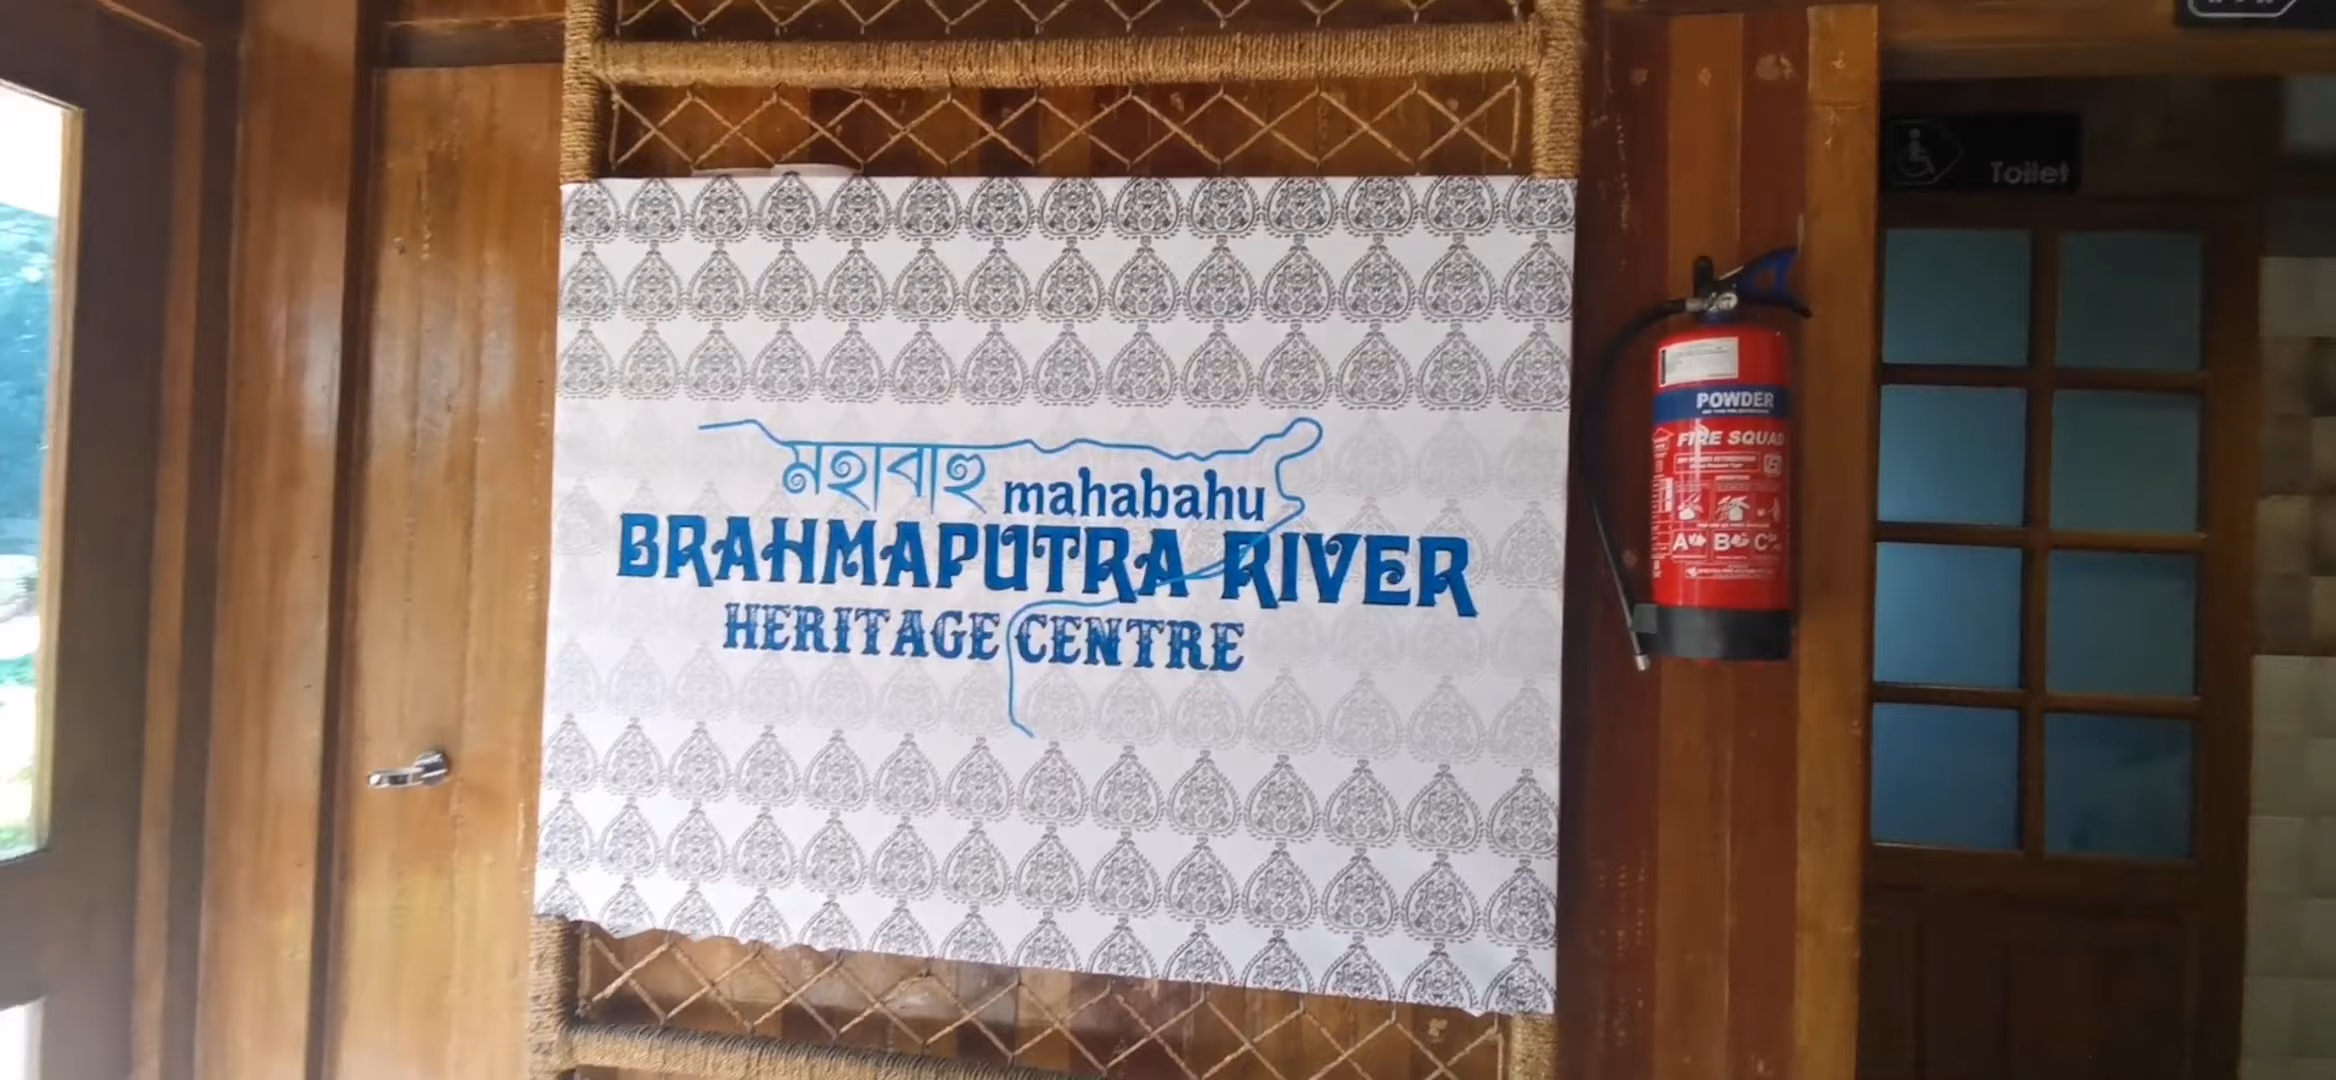 মহাবাহু mahabahu
BRAHMAPUTRA RIVER
HERITAGE CENTRE
Toilet
POWDER
FIRE SQUAD
A B C